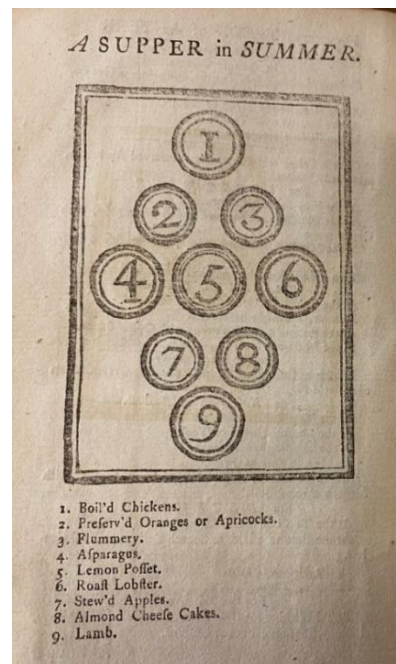 A SUPPER in SUMMER.
1
2 3
4 5 6
7 8
9
1. Boil'd Chickens.
2. Preſerv'd Oranges or Apricocks.
3. Flummery.
4. Aſparagus.
5. Lemon Poſſet.
6. Roaſt Lobſter.
7. Stew'd Apples.
8. Almond Cheeſe Cakes.
9. Lamb.